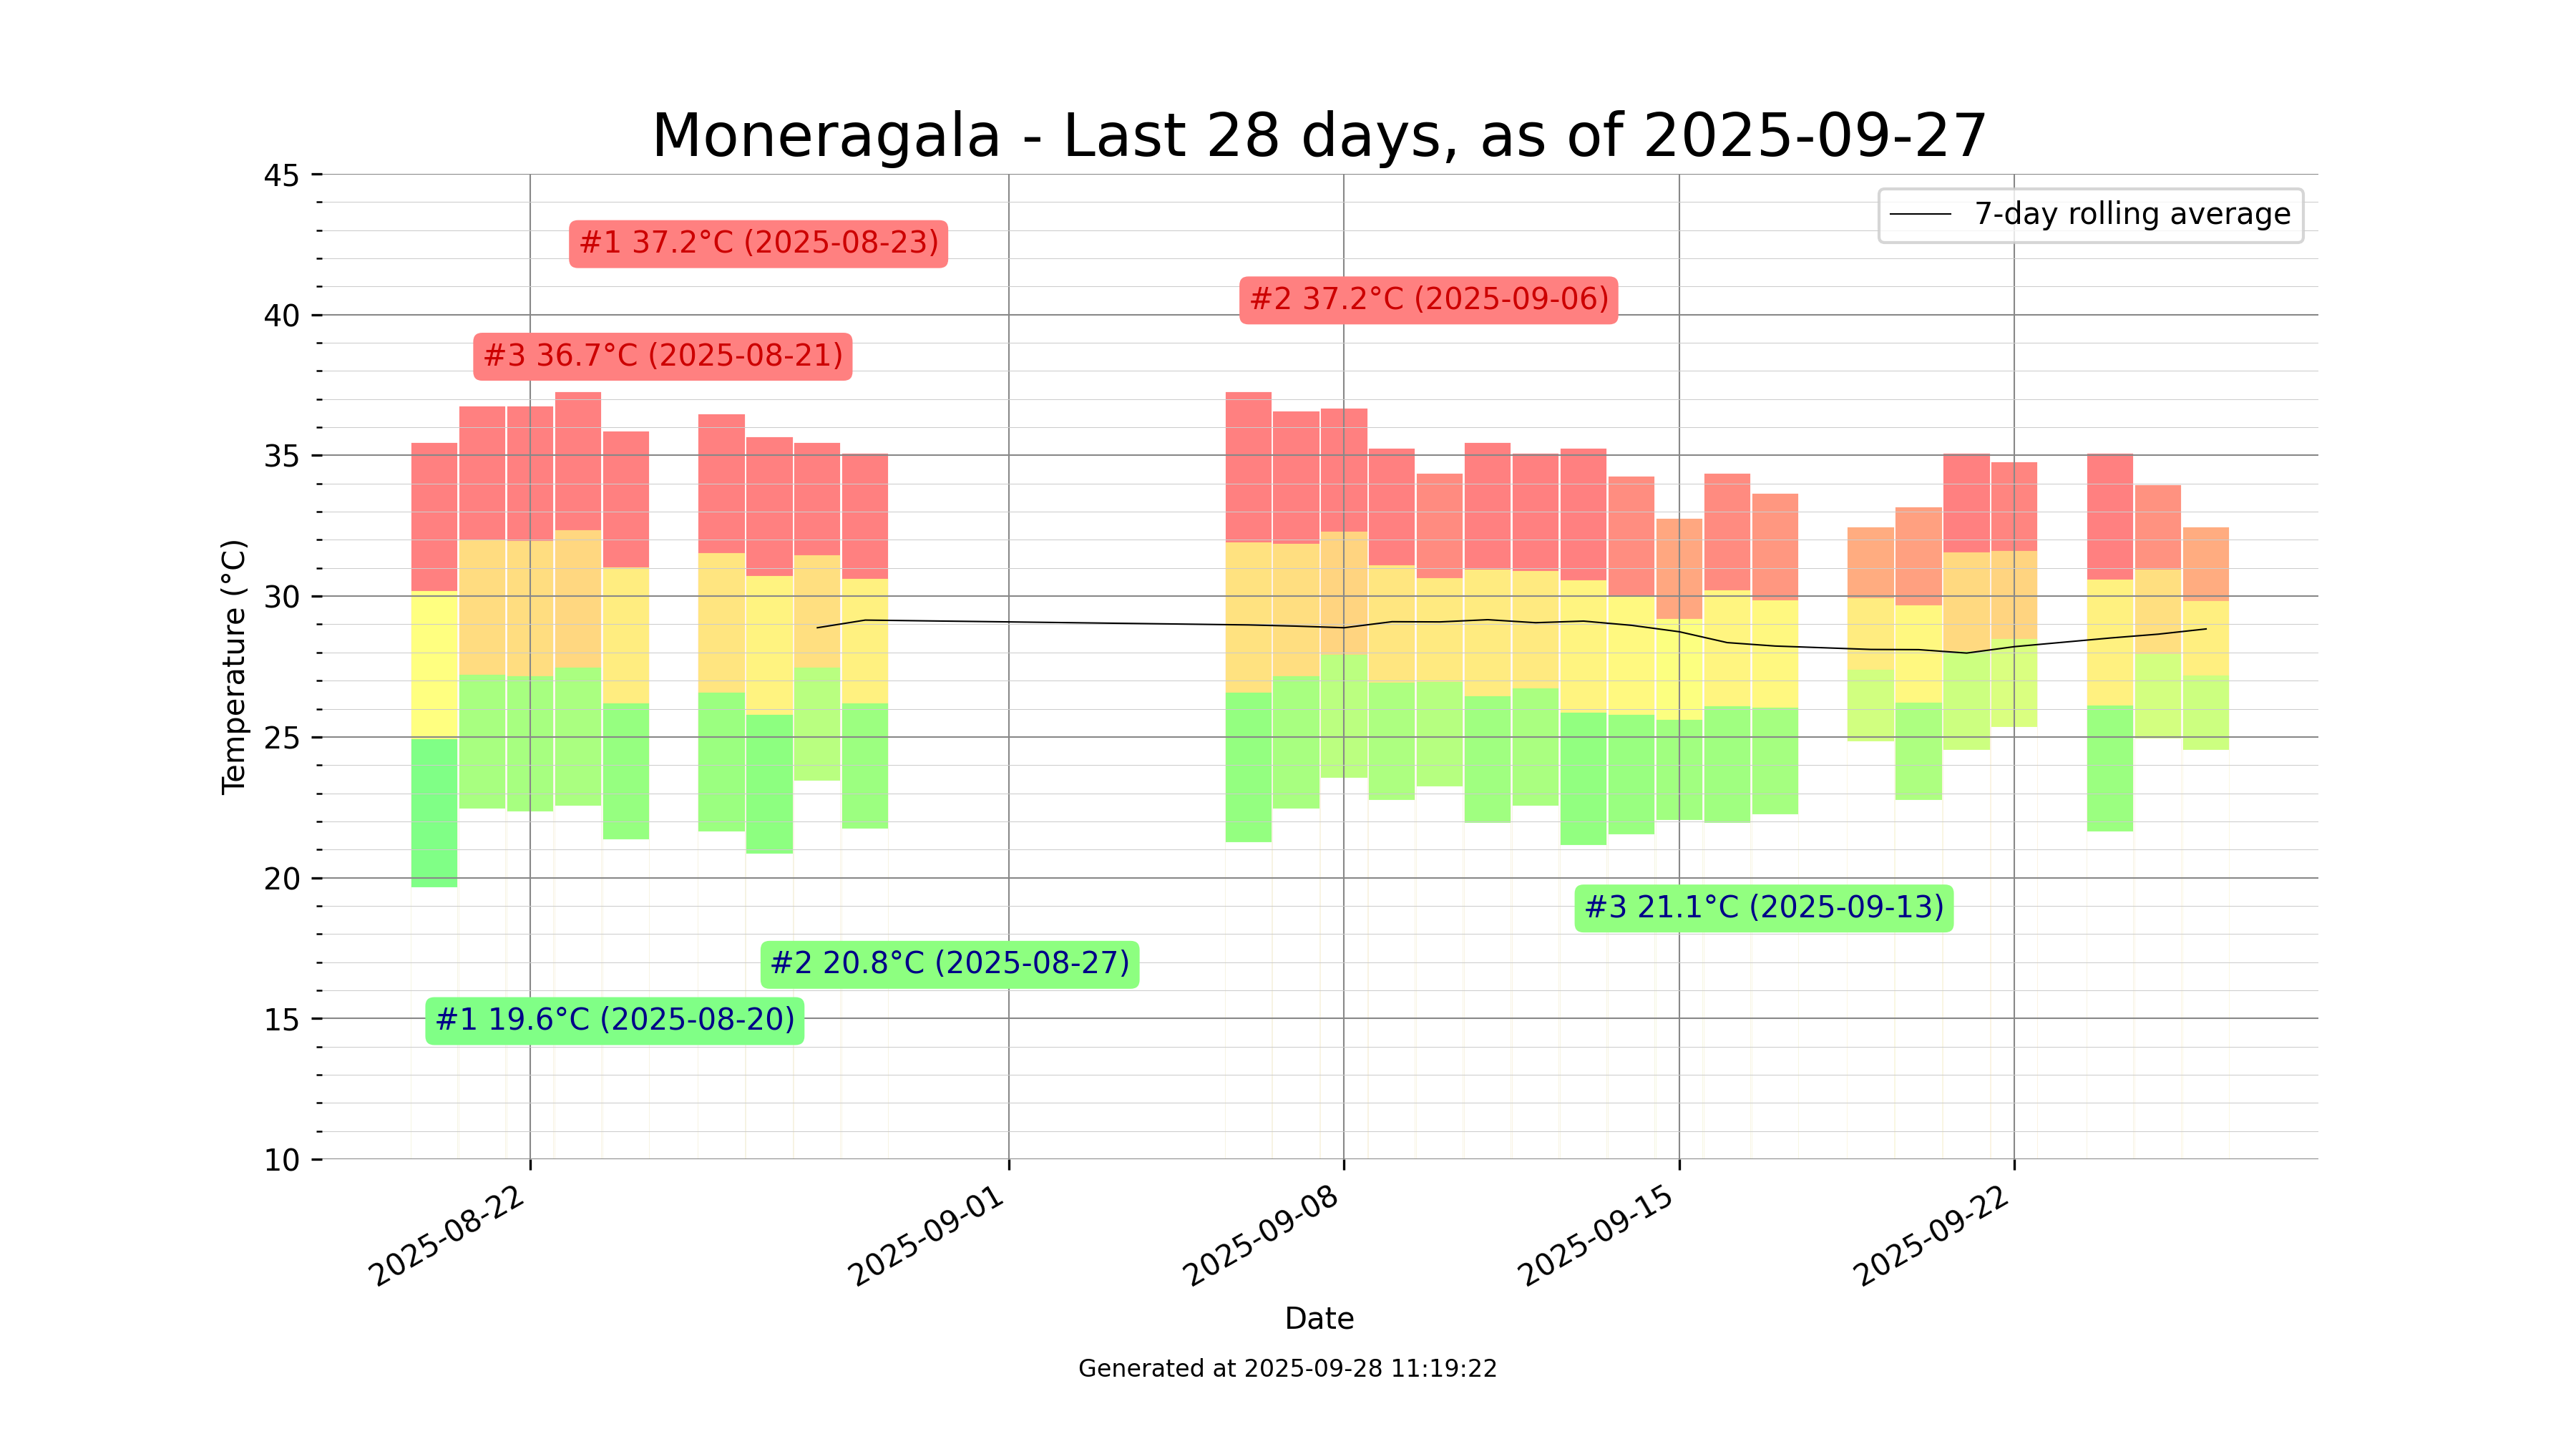 Moneragala - Last 28 days, as of 2025-09-27
7-day rolling average
#1 37.2°C (2025-08-23)
#2 37.2°C (2025-09-06)
#3 36.7°C (2025-08-21)
#3 21.1°C (2025-09-13)
#2 20.8°C (2025-08-27)
#1 19.6°C (2025-08-20)
Temperature (°C)
45
40
35
30
25
20
15
10
2025-08-22
2025-09-01
2025-09-08
2025-09-15
2025-09-22
Date
Generated at 2025-09-28 11:19:22